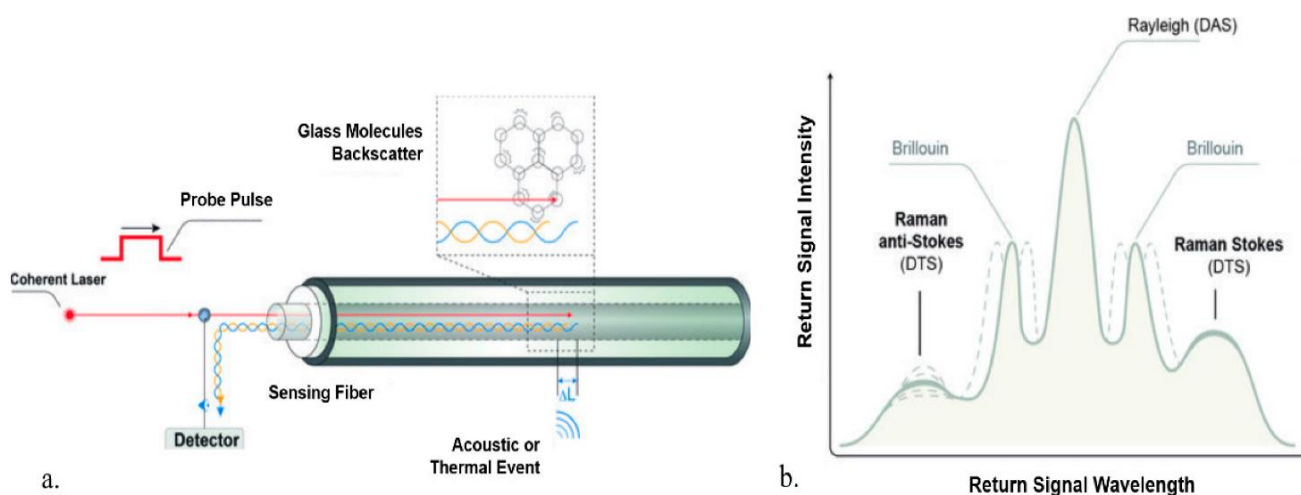 Glass Molecules
Backscatter
Probe Pulse
Coherent Laser
Sensing Fiber
Detector
ΔL
Acoustic or
Thermal Event
a.
Rayleigh (DAS)
Brillouin
Brillouin
Raman
anti-Stokes
(DTS)
Raman Stokes
(DTS)
Return Signal Intensity
Return Signal Wavelength
b.